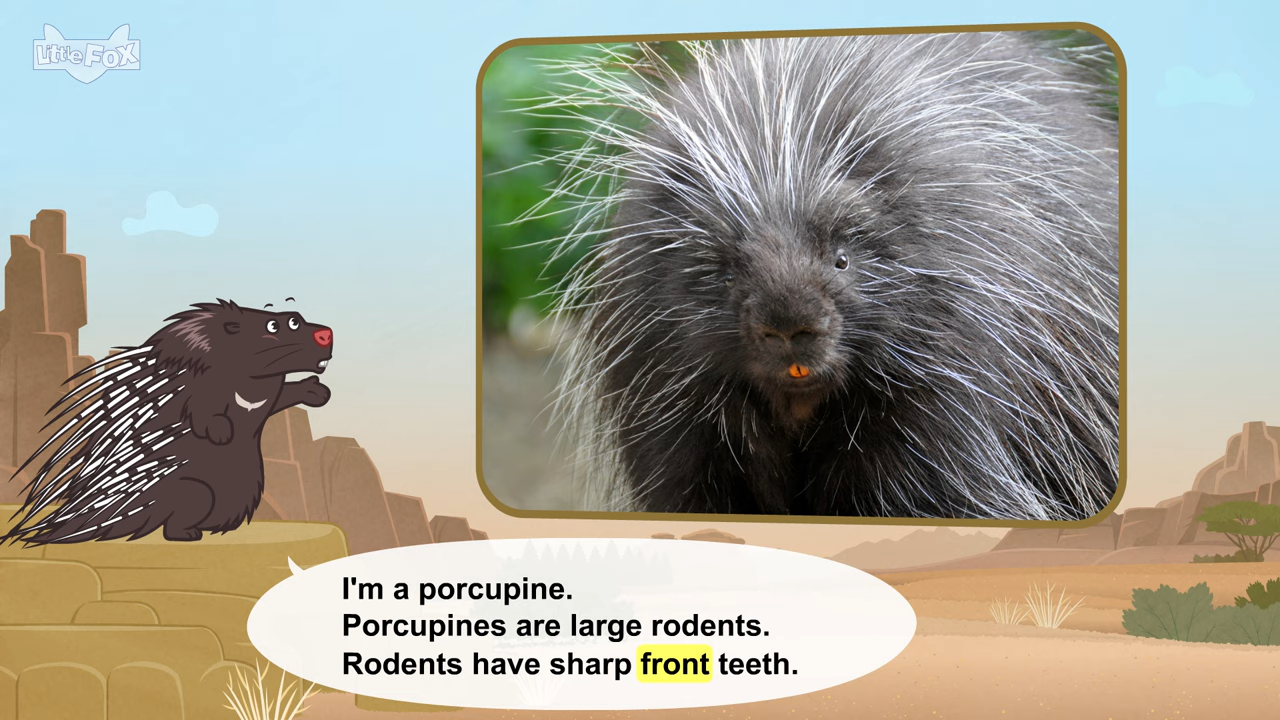 Little Fox
I'm a porcupine.
Porcupines are large rodents.
Rodents have sharp front teeth.